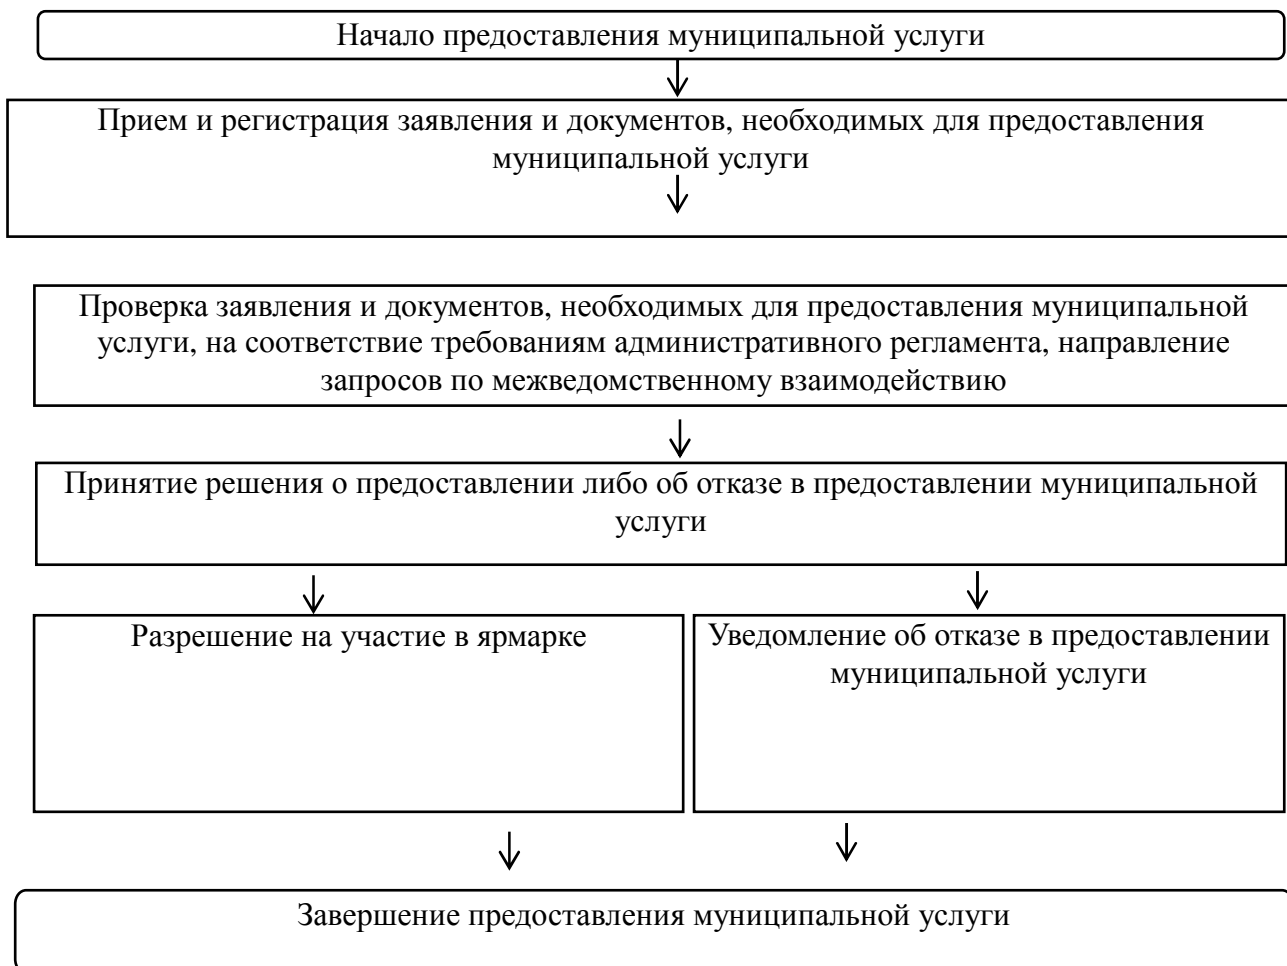 Начало предоставления муниципальной услуги
Прием и регистрация заявления и документов, необходимых для предоставления
муниципальной услуги
Проверка заявления и документов, необходимых для предоставления муниципальной
услуги, на соответствие требованиям административного регламента, направление
запросов по межведомственному взаимодействию
Принятие решения о предоставлении либо об отказе в предоставлении муниципальной
услуги
Разрешение на участие в ярмарке
Уведомление об отказе в предоставлении
муниципальной услуги
Завершение предоставления муниципальной услуги